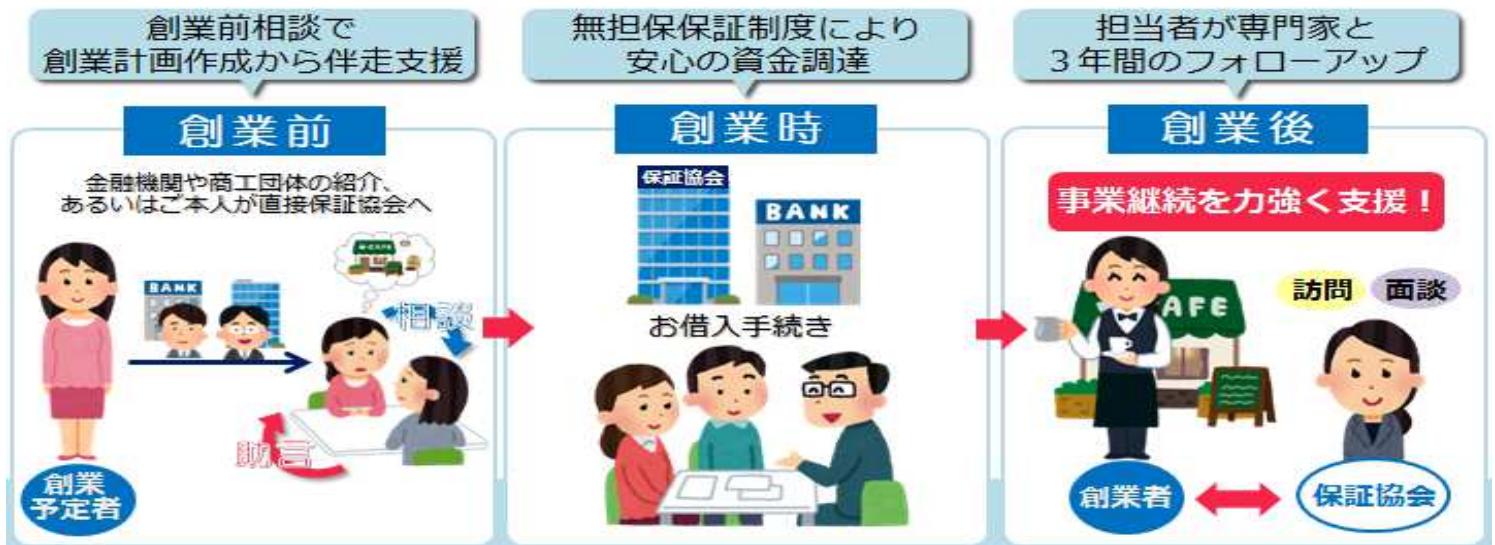 創業前相談で
創業計画作成から伴走支援
無担保保証制度により
安心の資金調達
担当者が専門家と
3年間のフォローアップ
創業前
金融機関や商工団体の紹介、
あるいはご本人が直接保証協会へ
BANK
CAFE
相談
助言
創業
予定者
創業時
保証協会
BANK
お借入手続き
創業後
事業継続を力強く支援！
訪問
面談
AFE
創業者
保証協会